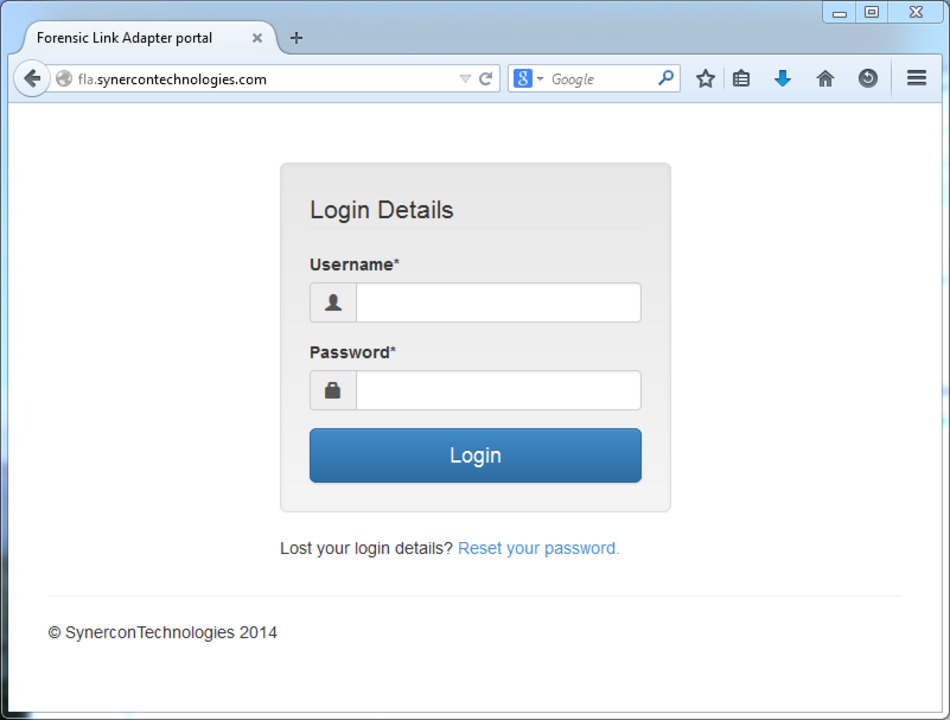 Forensic Link Adapter portal
fla.synercontechnologies.com
Google
Login Details
Username*
Password*
Login
Lost your login details? Reset your password.
© SynerconTechnologies 2014